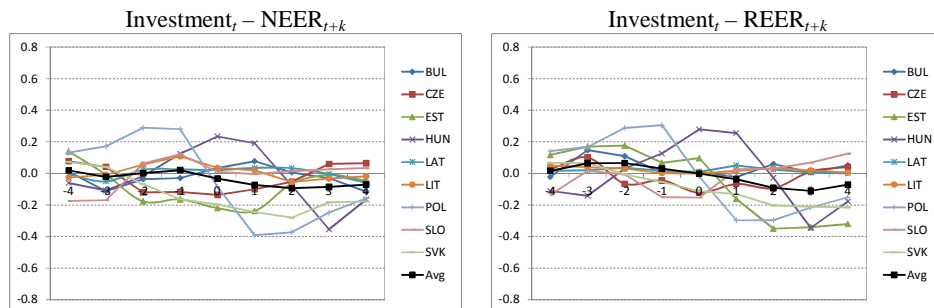 Investmentₜ – NEERₜ₊ₖ
0.8
0.6
0.4
0.2
0.0
-0.2
-0.4
-0.6
-0.8
-4 -3 -2 -1 0 1 2 3 4
BUL
CZE
EST
HUN
LAT
LIT
POL
SLO
SVK
Avg
Investmentₜ – REERₜ₊ₖ
0.8
0.6
0.4
0.2
0.0
-0.2
-0.4
-0.6
-0.8
-4 -3 -2 -1 0 1 2 3 4
BUL
CZE
EST
HUN
LAT
LIT
POL
SLO
SVK
Avg